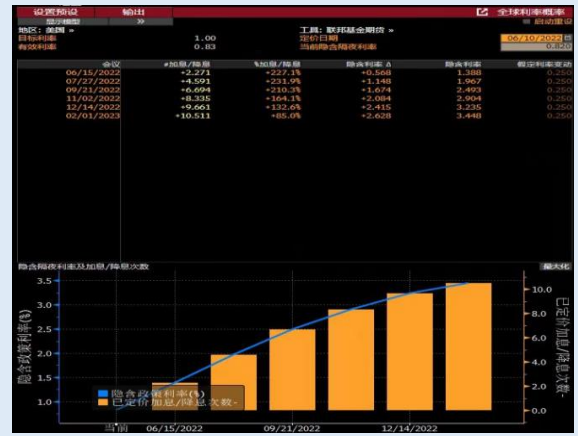 设置预设 输出 全球利率概率
显示模型 » 启动重设
地区: 美国 » 工具: 联邦基金期货 »
目标利率 1.00 定价日期 06/10/2022
有效利率 0.83 当前隐含隔夜利率 0.820
会议 #加息/降息 %加息/降息 隐含利率 Δ 隐含利率 假定利率变动
06/15/2022 +2.271 +227.1% +0.568 1.388 0.250
07/27/2022 +4.591 +231.9% +1.148 1.967 0.250
09/21/2022 +6.694 +210.3% +1.674 2.493 0.250
11/02/2022 +8.335 +164.1% +2.084 2.904 0.250
12/14/2022 +9.661 +132.6% +2.415 3.235 0.250
02/01/2023 +10.511 +85.0% +2.628 3.448 0.250
隐含隔夜利率及加息/降息次数 最大化
隐含政策利率(%)
3.5
3.0
2.5
2.0
1.5
1.0
10.0
8.0
6.0
4.0
2.0
0.0
已定价加息/降息次数-
隐含政策利率(%)
已定价加息/降息次数-
当前 06/15/2022 09/21/2022 12/14/2022